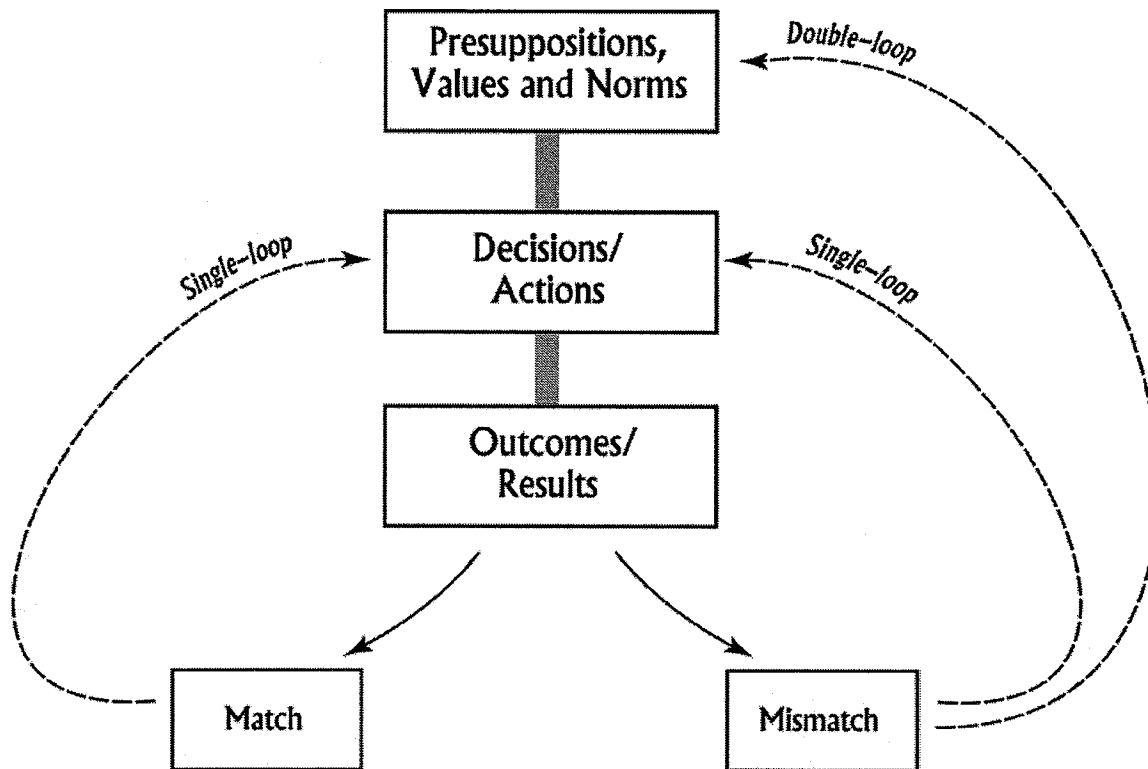 Presuppositions,
Values and Norms
Double-loop
Decisions/
Actions
Single-loop
Single-loop
Outcomes/
Results
Match
Mismatch